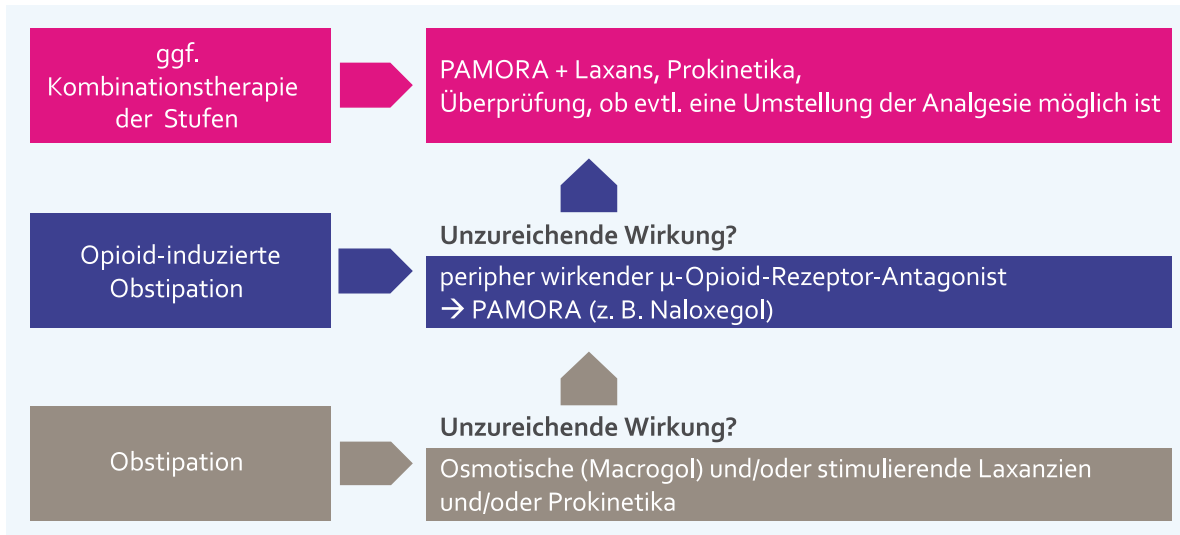 ggf.
Kombinationstherapie
der Stufen
PAMORA + Laxans, Prokinetika,
Überprüfung, ob evtl. eine Umstellung der Analgesie möglich ist
Opioid-induzierte
Obstipation
Unzureichende Wirkung?
peripher wirkender µ-Opioid-Rezeptor-Antagonist
→ PAMORA (z. B. Naloxegol)
Obstipation
Unzureichende Wirkung?
Osmotische (Macrogol) und/oder stimulierende Laxanzien
und/oder Prokinetika